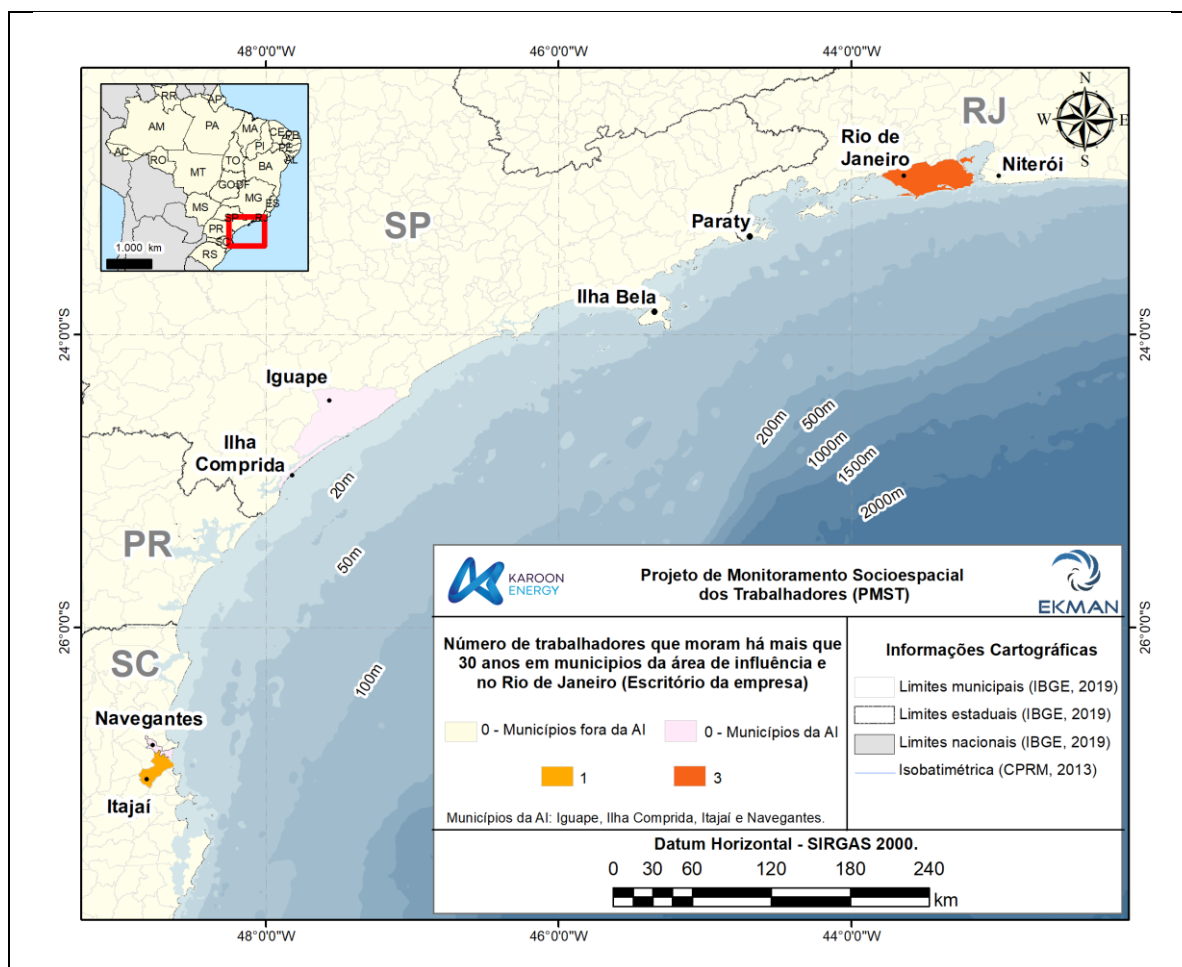 48°0'0"W
46°0'0"W
44°0'0"W
RR
AP
AM
PA
MA
CE
PB
PI
PE
AL
AC
RO
TO
BA
MT
GO
DF
MG
ES
MS
SP
PR
SC
RS
1.000 km
N
W
E
S
RJ
Rio de
Janeiro
Niterói
SP
Paraty
Ilha Bela
24°0'0"S
24°0'0"S
Iguape
Ilha
Comprida
200m
500m
1000m
1500m
2000m
20m
50m
100m
PR
26°0'0"S
26°0'0"S
SC
Navegantes
Itajaí
KAROON
ENERGY
Projeto de Monitoramento Socioespacial
dos Trabalhadores (PMST)
EKMAN
Número de trabalhadores que moram há mais que
30 anos em municipios da área de influência e
no Rio de Janeiro (Escritório da empresa)
0 - Municípios fora da AI
0 - Municípios da AI
1
3
Municípios da AI: Iguape, Ilha Comprida, Itajaí e Navegantes.
Informações Cartográficas
Limites municipais (IBGE, 2019)
Limites estaduais (IBGE, 2019)
Limites nacionais (IBGE, 2019)
Isobatimétrica (CPRM, 2013)
Datum Horizontal - SIRGAS 2000.
0 30 60 120 180 240
km
48°0'0"W
46°0'0"W
44°0'0"W